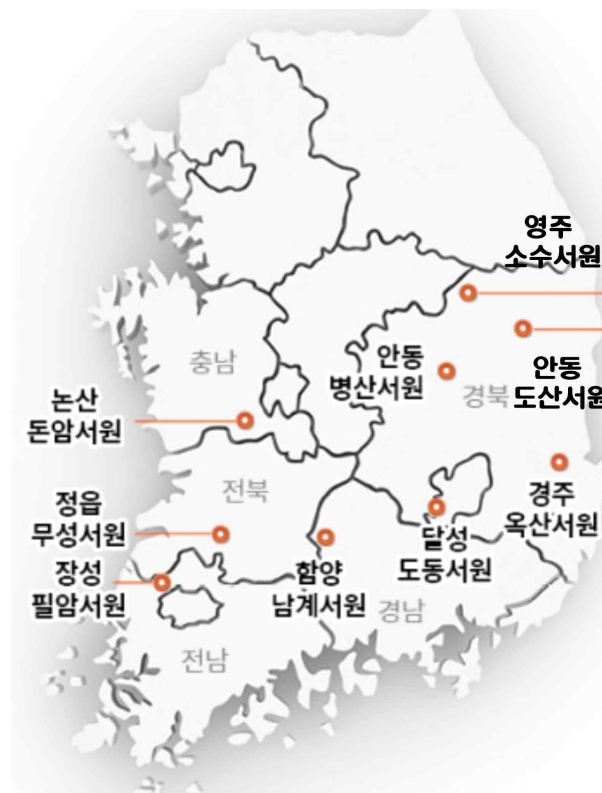 영주
소수서원
충남
안동
병산서원
경북
안동
도산서원
논산
돈암서원
전북
경주
옥산서원
정읍
무성서원
달성
도동서원
장성
필암서원
함양
남계서원
경남
전남